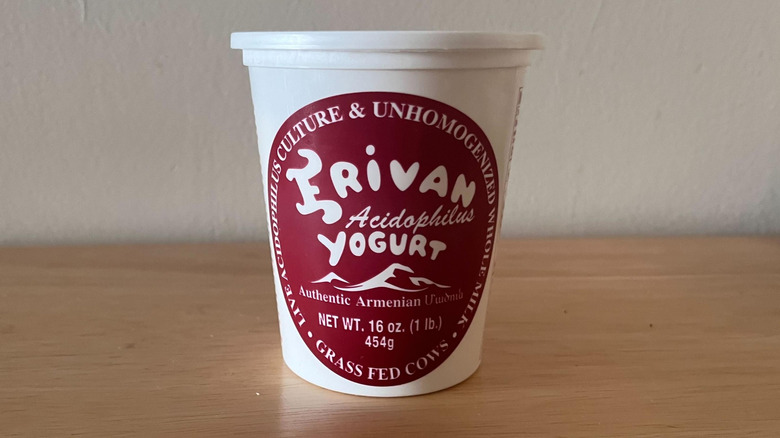 LIVE ACIDOPHILUS CULTURE & UNHOMOGENIZED WHOLE MILK
ERIVAN
Acidophilus
YOGURT
Authentic Armenian Մածուն
NET WT. 16 oz. (1 lb.)
454g
• GRASS FED COWS •